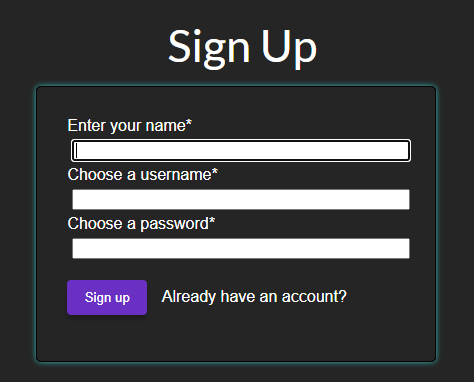 Sign Up
Enter your name*
Choose a username*
Choose a password*
Sign up Already have an account?